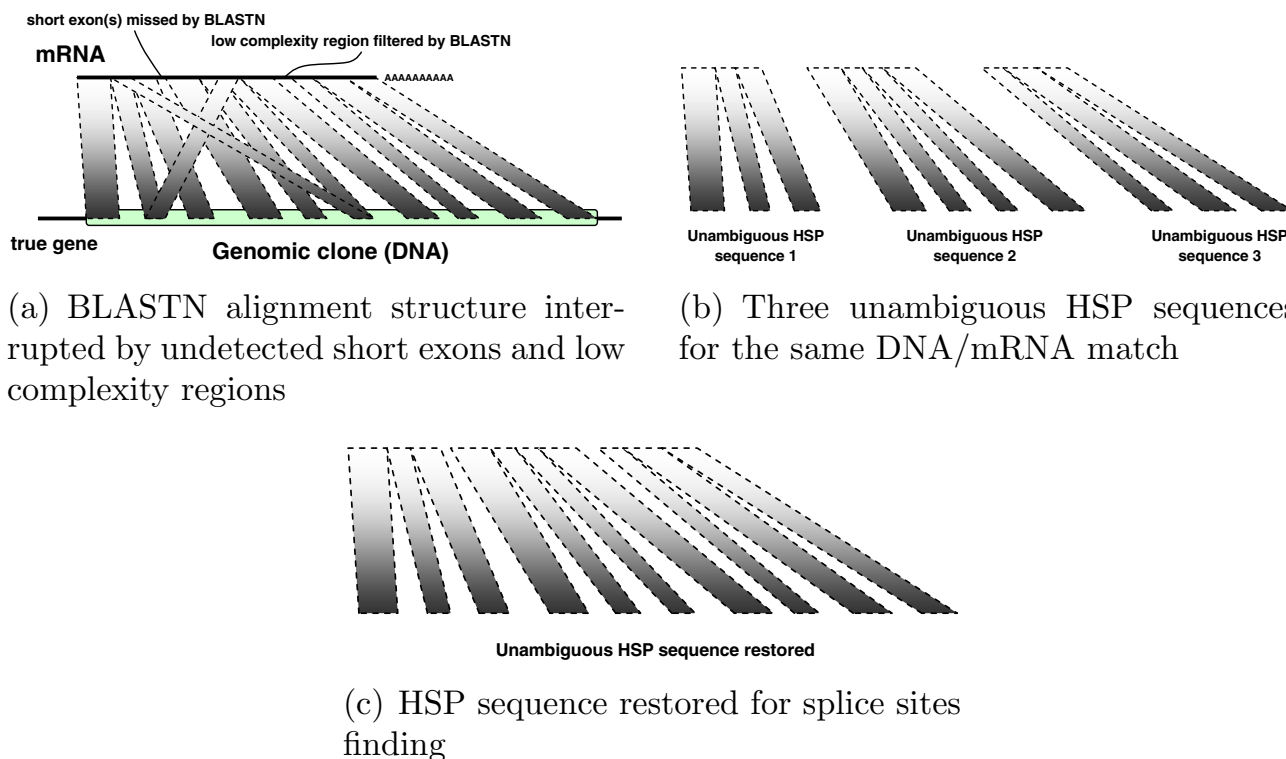 short exon(s) missed by BLASTN
low complexity region filtered by BLASTN
mRNA
AAAAAAAAAA
true gene
Genomic clone (DNA)
(a) BLASTN alignment structure inter-
rupted by undetected short exons and low
complexity regions
Unambiguous HSP
sequence 1
Unambiguous HSP
sequence 2
Unambiguous HSP
sequence 3
(b) Three unambiguous HSP sequences
for the same DNA/mRNA match
Unambiguous HSP sequence restored
(c) HSP sequence restored for splice sites
finding